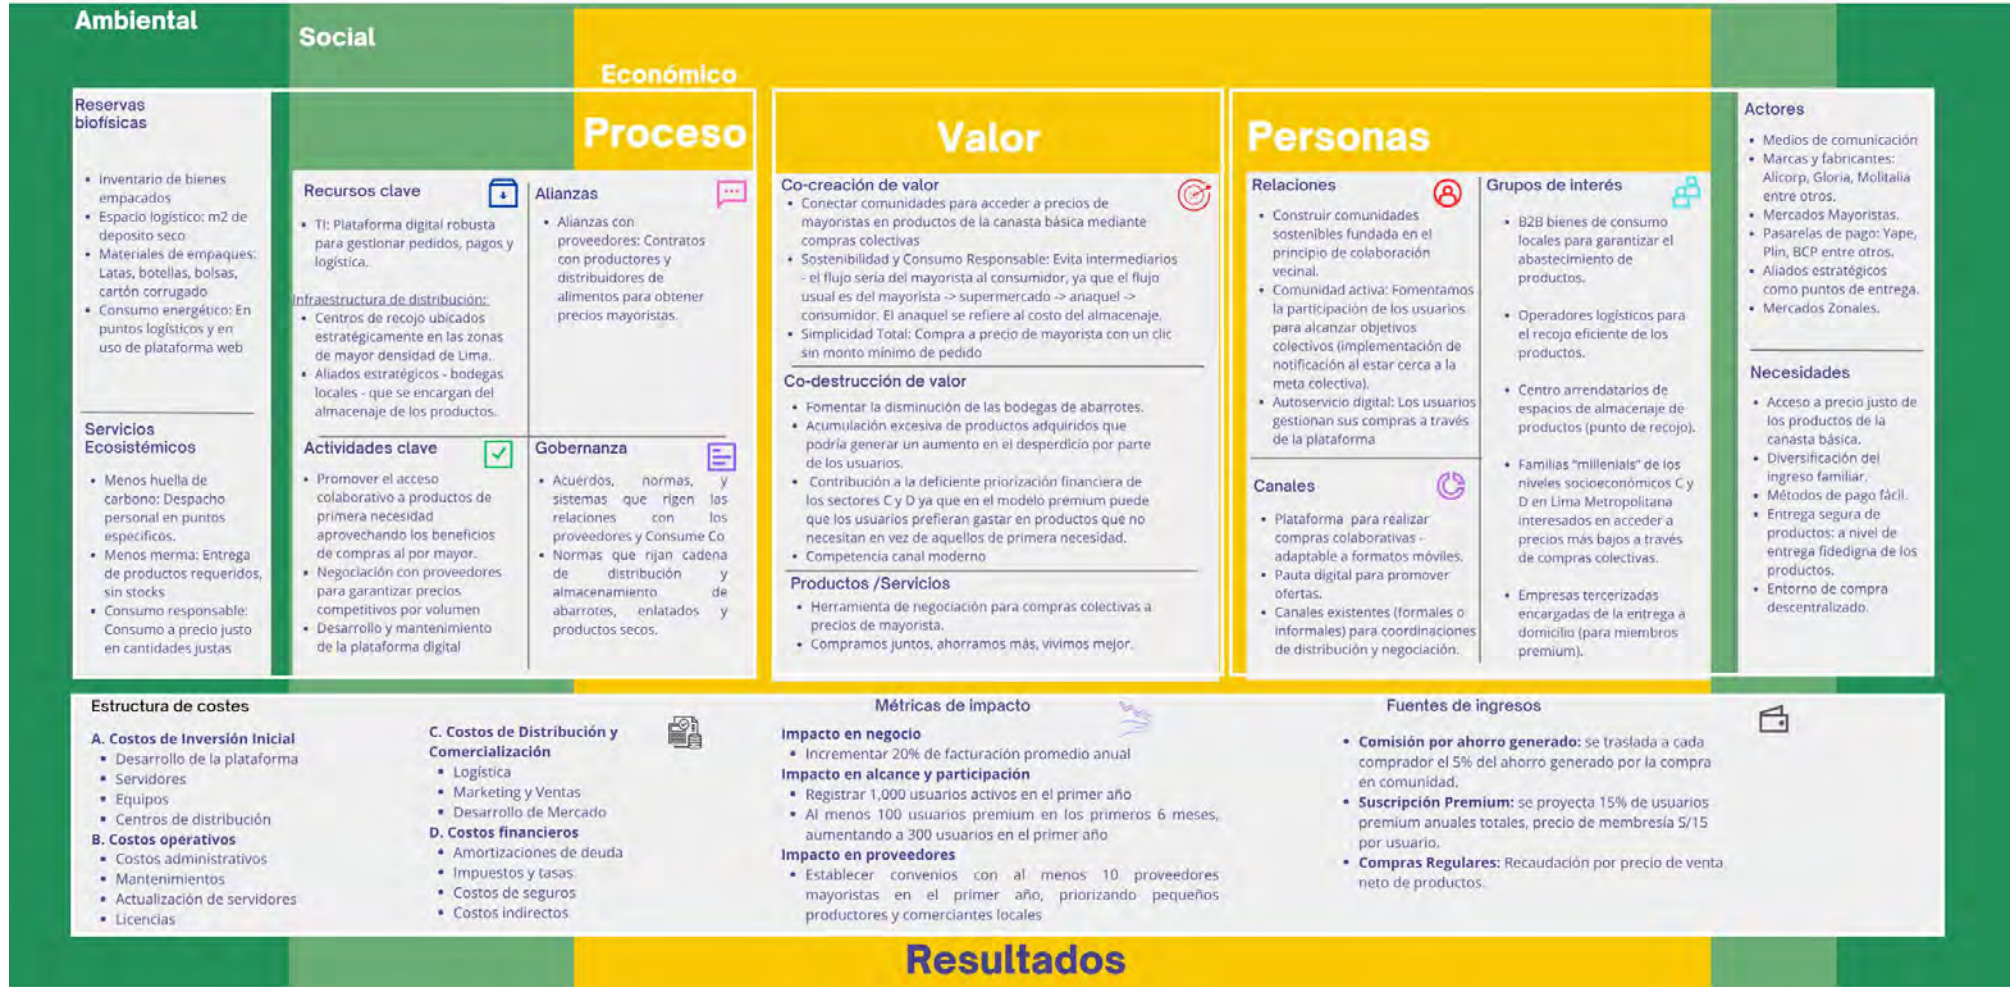 Ambiental
Social
Económico
Proceso
Valor
Personas
Reservas
biofísicas
• Inventario de bienes
empacados
• Espacio logístico: m2 de
deposito seco
• Materiales de empaques:
Latas, botellas, bolsas,
cartón corrugado
• Consumo energético: En
puntos logísticos y en
uso de plataforma web
Servicios
Ecosistémicos
• Menos huella de
carbono: Despacho
personal en puntos
especificos.
• Menos merma: Entrega
de productos requeridos,
sin stocks
• Consumo responsable:
Consumo a precio justo
en cantidades justas
Recursos clave
• TI: Plataforma digital robusta
para gestionar pedidos, pagos y
logística.
Infraestructura de distribución:
• Centros de recojo ubicados
estratégicamente en las zonas
de mayor densidad de Lima.
• Aliados estratégicos - bodegas
locales - que se encargan del
almacenaje de los productos.
Alianzas
• Alianzas con
proveedores: Contratos
con productores y
distribuidores de
alimentos para obtener
precios mayoristas.
Actividades clave
• Promover el acceso
colaborativo a productos de
primera necesidad
aprovechando los beneficios
de compras al por mayor.
• Negociación con proveedores
para garantizar precios
competitivos por volumen
• Desarrollo y mantenimiento
de la plataforma digital
Gobernanza
• Acuerdos, normas, y
sistemas que rigen las
relaciones con los
proveedores y Consume Co
• Normas que rijan cadena
de distribución y
almacenamiento de
abarrotes, enlatados y
productos secos.
Co-creación de valor
• Conectar comunidades para acceder a precios de
mayoristas en productos de la canasta básica mediante
compras colectivas
• Sostenibilidad y Consumo Responsable: Evita intermediarios
- el flujo sería del mayorista al consumidor, ya que el flujo
usual es del mayorista -> supermercado -> anaquel ->
consumidor. El anaquel se refiere al costo del almacenaje.
• Simplicidad Total: Compra a precio de mayorista con un clic
sin monto mínimo de pedido
Co-destrucción de valor
• Fomentar la disminución de las bodegas de abarrotes.
• Acumulación excesiva de productos adquiridos que
podría generar un aumento en el desperdicio por parte
de los usuarios.
• Contribución a la deficiente priorización financiera de
los sectores C y D ya que en el modelo premium puede
que los usuarios prefieran gastar en productos que no
necesitan en vez de aquellos de primera necesidad.
• Competencia canal moderno
Productos /Servicios
• Herramienta de negociación para compras colectivas a
precios de mayorista.
• Compramos juntos, ahorramos más, vivimos mejor.
Relaciones
• Construir comunidades
sostenibles fundada en el
principio de colaboración
vecinal.
• Comunidad activa: Fomentamos
la participación de los usuarios
para alcanzar objetivos
colectivos (implementación de
notificación al estar cerca a la
meta colectiva).
• Autoservicio digital: Los usuarios
gestionan sus compras a través
de la plataforma
Canales
• Plataforma para realizar
compras colaborativas -
adaptable a formatos móviles.
• Pauta digital para promover
ofertas.
• Canales existentes (formales o
informales) para coordinaciones
de distribución y negociación.
Grupos de interés
• B2B bienes de consumo
locales para garantizar el
abastecimiento de
productos.
• Operadores logísticos para
el recojo eficiente de los
productos.
• Centro arrendatarios de
espacios de almacenaje de
productos (punto de recojo).
• Familias "millenials" de los
niveles socioeconómicos C y
D en Lima Metropolitana
interesados en acceder a
precios más bajos a través
de compras colectivas.
• Empresas tercerizadas
encargadas de la entrega a
domicilio (para miembros
premium).
Actores
• Medios de comunicación
• Marcas y fabricantes:
Alicorp, Gloria, Molitalia
entre otros.
• Mercados Mayoristas.
• Pasarelas de pago: Yape,
Plin, BCP entre otros.
• Aliados estratégicos
como puntos de entrega.
• Mercados Zonales.
Necesidades
• Acceso a precio justo de
los productos de la
canasta básica.
• Diversificación del
ingreso familiar.
• Métodos de pago fácil.
• Entrega segura de
productos: a nivel de
entrega fidedigna de los
productos.
• Entorno de compra
descentralizado.
Estructura de costes
A. Costos de Inversión Inicial
▪ Desarrollo de la plataforma
▪ Servidores
▪ Equipos
▪ Centros de distribución
B. Costos operativos
▪ Costos administrativos
▪ Mantenimientos
▪ Actualización de servidores
▪ Licencias
C. Costos de Distribución y
Comercialización
▪ Logística
▪ Marketing y Ventas
▪ Desarrollo de Mercado
D. Costos financieros
▪ Amortizaciones de deuda
▪ Impuestos y tasas
▪ Costos de seguros
▪ Costos indirectos
Métricas de impacto
Impacto en negocio
▪ Incrementar 20% de facturación promedio anual
Impacto en alcance y participación
▪ Registrar 1,000 usuarios activos en el primer año
▪ Al menos 100 usuarios premium en los primeros 6 meses,
aumentando a 300 usuarios en el primer año
Impacto en proveedores
▪ Establecer convenios con al menos 10 proveedores
mayoristas en el primer año, priorizando pequeños
productores y comerciantes locales
Fuentes de ingresos
• Comisión por ahorro generado: se traslada a cada
comprador el 5% del ahorro generado por la compra
en comunidad.
• Suscripción Premium: se proyecta 15% de usuarios
premium anuales totales, precio de membresía S/15
por usuario.
• Compras Regulares: Recaudación por precio de venta
neto de productos.
Resultados